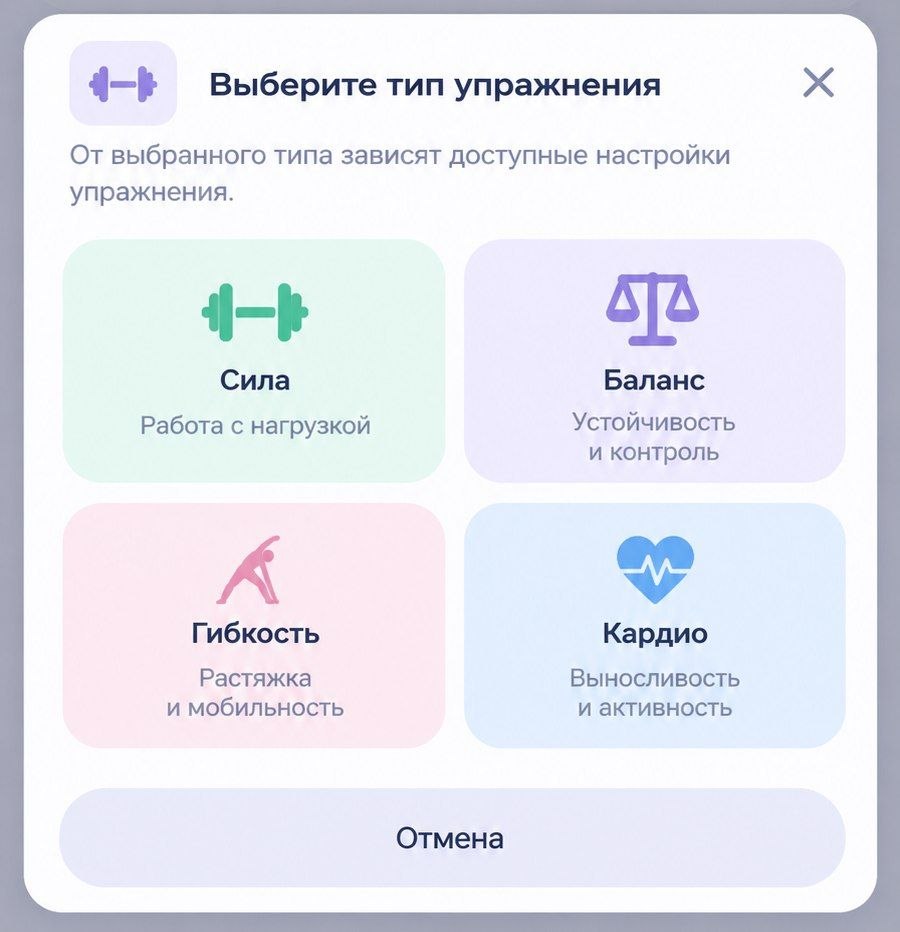 Выберите тип упражнения
От выбранного типа зависят доступные настройки
упражнения.
Сила
Работа с нагрузкой
Баланс
Устойчивость
и контроль
Гибкость
Растяжка
и мобильность
Кардио
Выносливость
и активность
Отмена